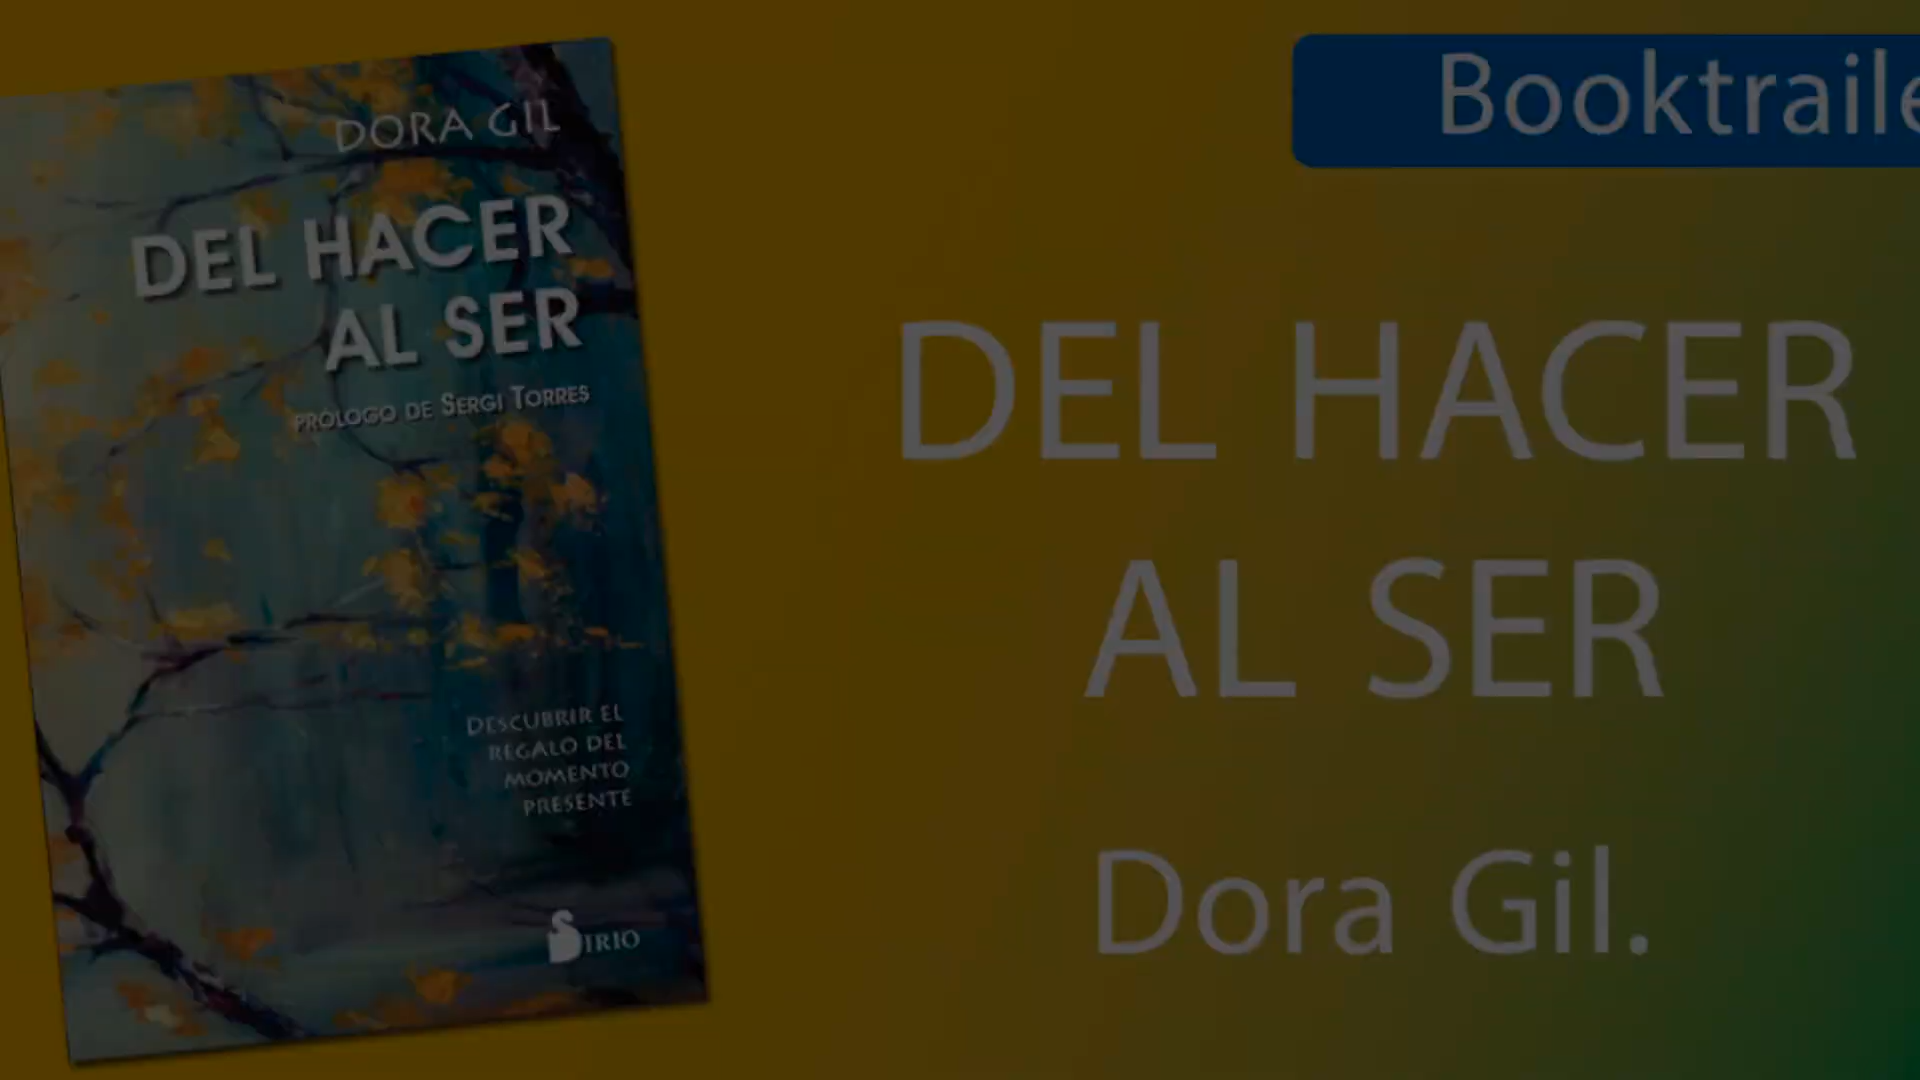 DORA GIL
DEL HACER
AL SER
PRÓLOGO DE SERGI TORRES
DESCUBRIR EL
REGALO DEL
MOMENTO
PRESENTE
SIRIO
Booktraile
DEL HACER
AL SER
Dora Gil.